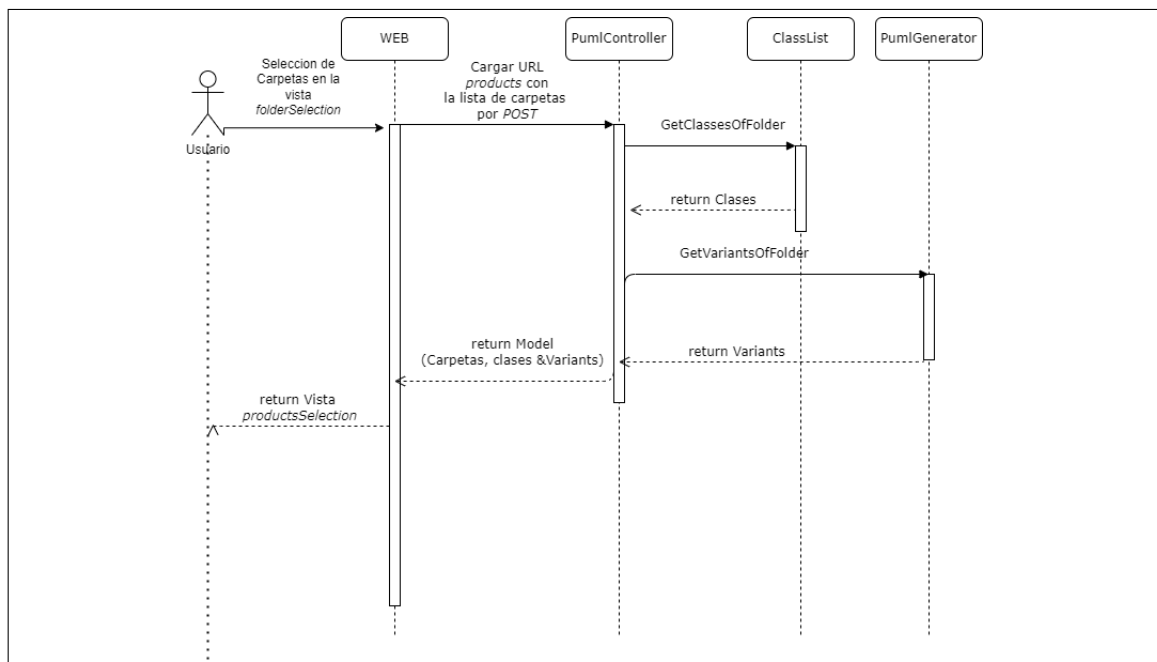 WEB
PumlController
ClassList
PumlGenerator
Seleccion de
Carpetas en la
vista
folderSelection
Usuario
Cargar URL
products con
la lista de carpetas
por POST
GetClassesOfFolder
return Clases
GetVariantsOfFolder
return Variants
return Model
(Carpetas, clases &Variants)
return Vista
productsSelection